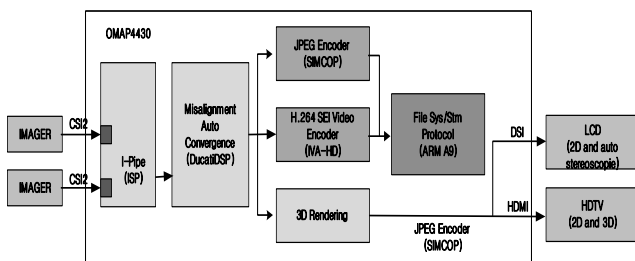 OMAP4430
JPEG Encoder
(SIMCOP)
Misalignment
Auto
Convergence
(DucatiDSP)
IMAGER
CSI2
H.264 SEI Video
Encoder
(IVA-HD)
File Sys/Stm
Protocol
(ARM A9)
DSI
LCD
(2D and auto
stereoscopie)
I-Pipe
(ISP)
IMAGER
CSI2
3D Rendering
JPEG Encoder
(SIMCOP)
HDMI
HDTV
(2D and 3D)